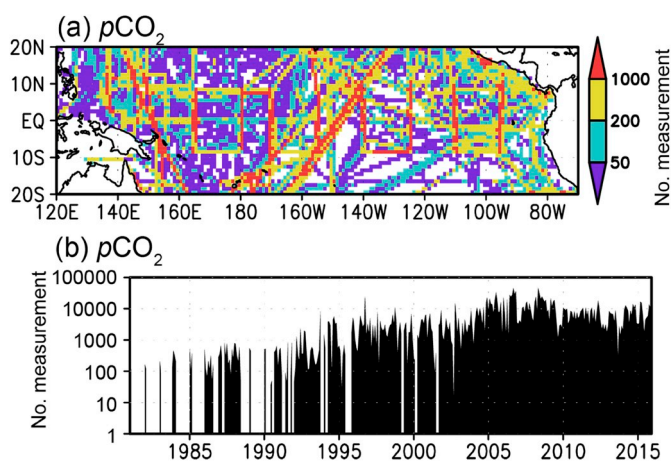 (a) pCO2
20N
10N
EQ
10S
20S
120E 140E 160E 180 160W 140W 120W 100W 80W
1000
200
50
No. measurement
(b) pCO2
No. measurement
100000
10000
1000
100
10
1
1985 1990 1995 2000 2005 2010 2015